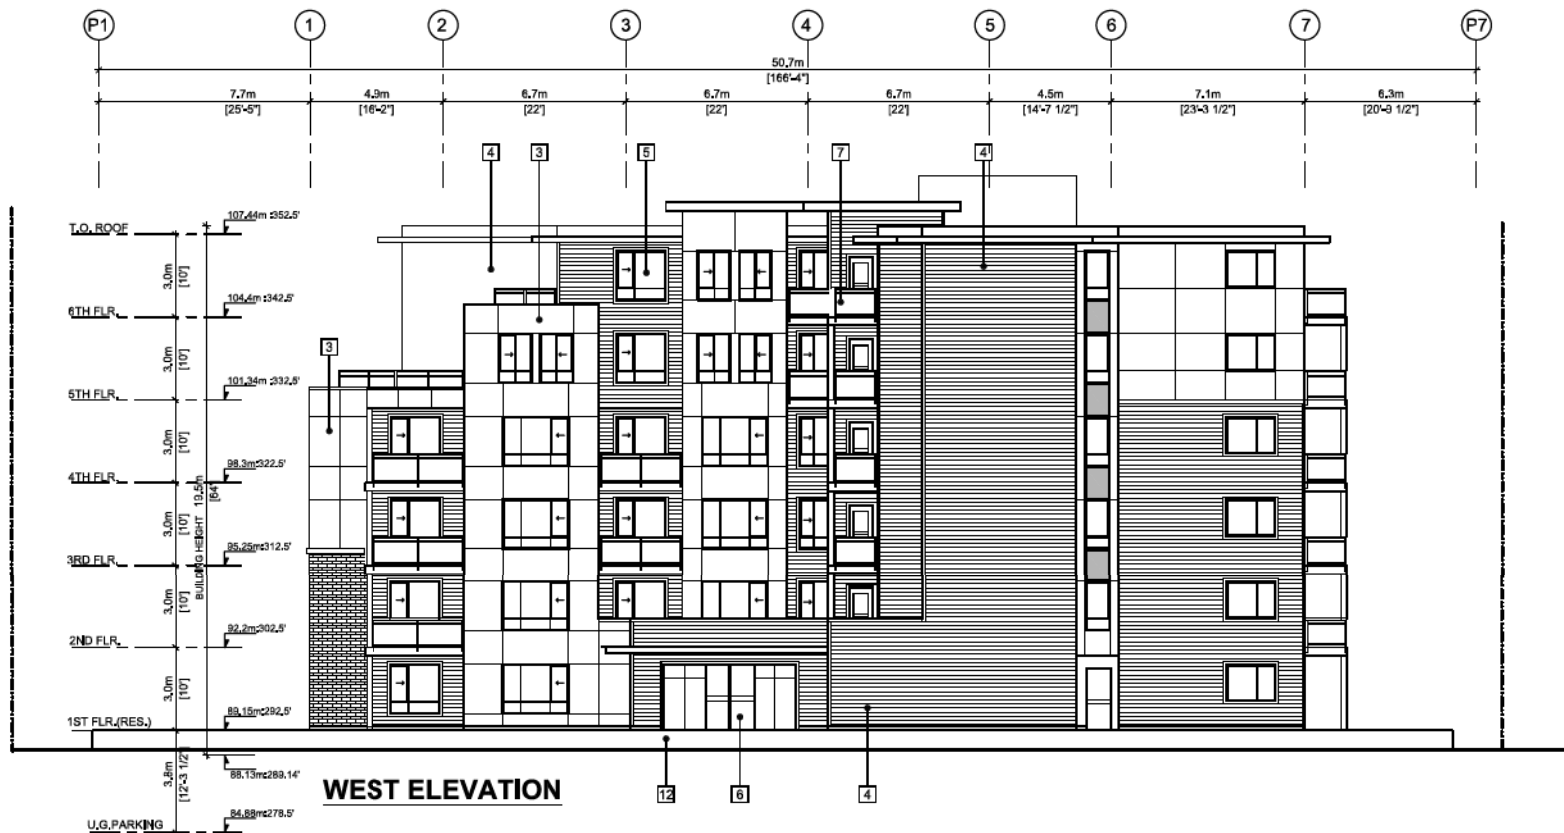 P1 1 2 3 4 5 6 7 P7
50.7m
[166'-4"]
7.7m 4.9m 6.7m 6.7m 6.7m 4.5m 7.1m 6.3m
[25'-5"] [16'-2"] [22'] [22'] [22'] [14'-7 1/2"] [23'-3 1/2"] [20'-9 1/2"]
4 3 5 7 4
107.44m:352.5'
T.O. ROOF
3.0m
[10']
104.4m:342.5'
6TH FLR.
3
3.0m
[10']
101.34m:332.5'
5TH FLR.
3.0m
[10']
98.3m:322.5'
4TH FLR.
BUILDING HEIGHT 19.5m
[64']
3.0m
[10']
95.25m:312.5'
3RD FLR.
3.0m
[10']
92.2m:302.5'
2ND FLR.
3.0m
[10']
89.15m:292.5'
1ST FLR.(RES.)
3.8m
[12'-3 1/2"]
88.13m:289.14'
WEST ELEVATION
12 6 4
84.88m:278.5'
U.G.PARKING